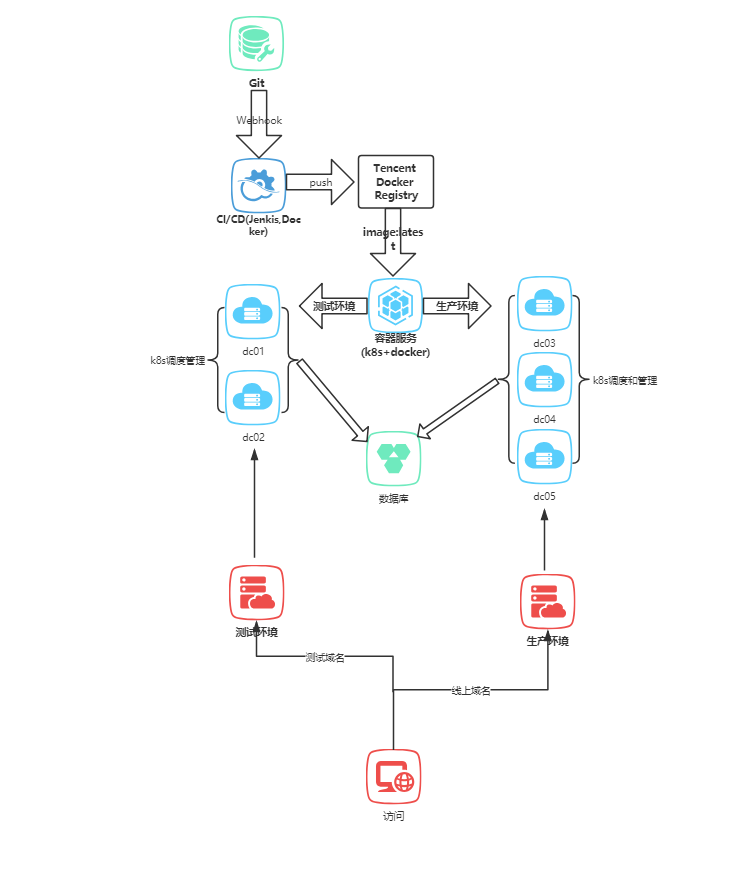 Git
Webhook
push
Tencent
Docker
Registry
CI/CD(Jenkis,Doc
ker)
image:lates
t
测试环境
生产环境
容器服务
(k8s+docker)
dc01
dc03
k8s调度管理
k8s调度和管理
dc02
dc04
数据库
dc05
测试环境
生产环境
测试域名
线上域名
访问